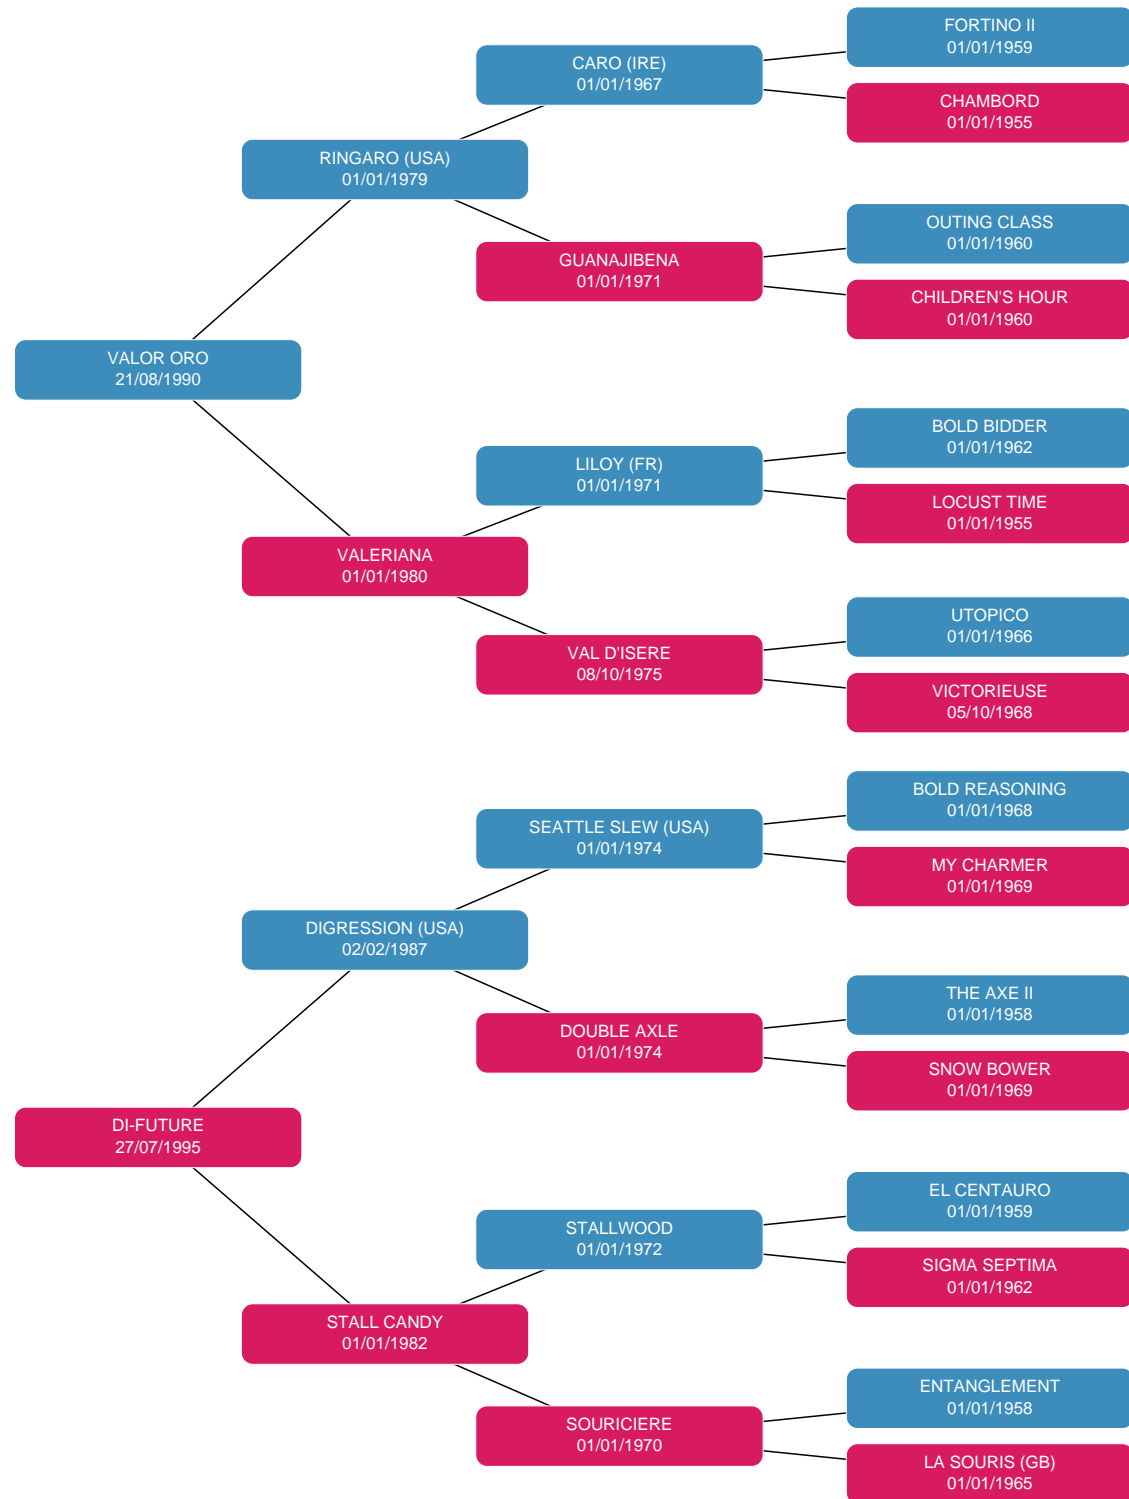 FORTINO II
01/01/1959
CARO (IRE)
01/01/1967
CHAMBORD
01/01/1955
RINGARO (USA)
01/01/1979
OUTING CLASS
01/01/1960
GUANAJIBENA
01/01/1971
CHILDREN'S HOUR
01/01/1960
VALOR ORO
21/08/1990
BOLD BIDDER
01/01/1962
LILOY (FR)
01/01/1971
LOCUST TIME
01/01/1955
VALERIANA
01/01/1980
UTOPICO
01/01/1966
VAL D'ISERE
08/10/1975
VICTORIEUSE
05/10/1968
BOLD REASONING
01/01/1968
SEATTLE SLEW (USA)
01/01/1974
MY CHARMER
01/01/1969
DIGRESSION (USA)
02/02/1987
THE AXE II
01/01/1958
DOUBLE AXLE
01/01/1974
SNOW BOWER
01/01/1969
DI-FUTURE
27/07/1995
EL CENTAURO
01/01/1959
STALLWOOD
01/01/1972
SIGMA SEPTIMA
01/01/1962
STALL CANDY
01/01/1982
ENTANGLEMENT
01/01/1958
SOURICIERE
01/01/1970
LA SOURIS (GB)
01/01/1965